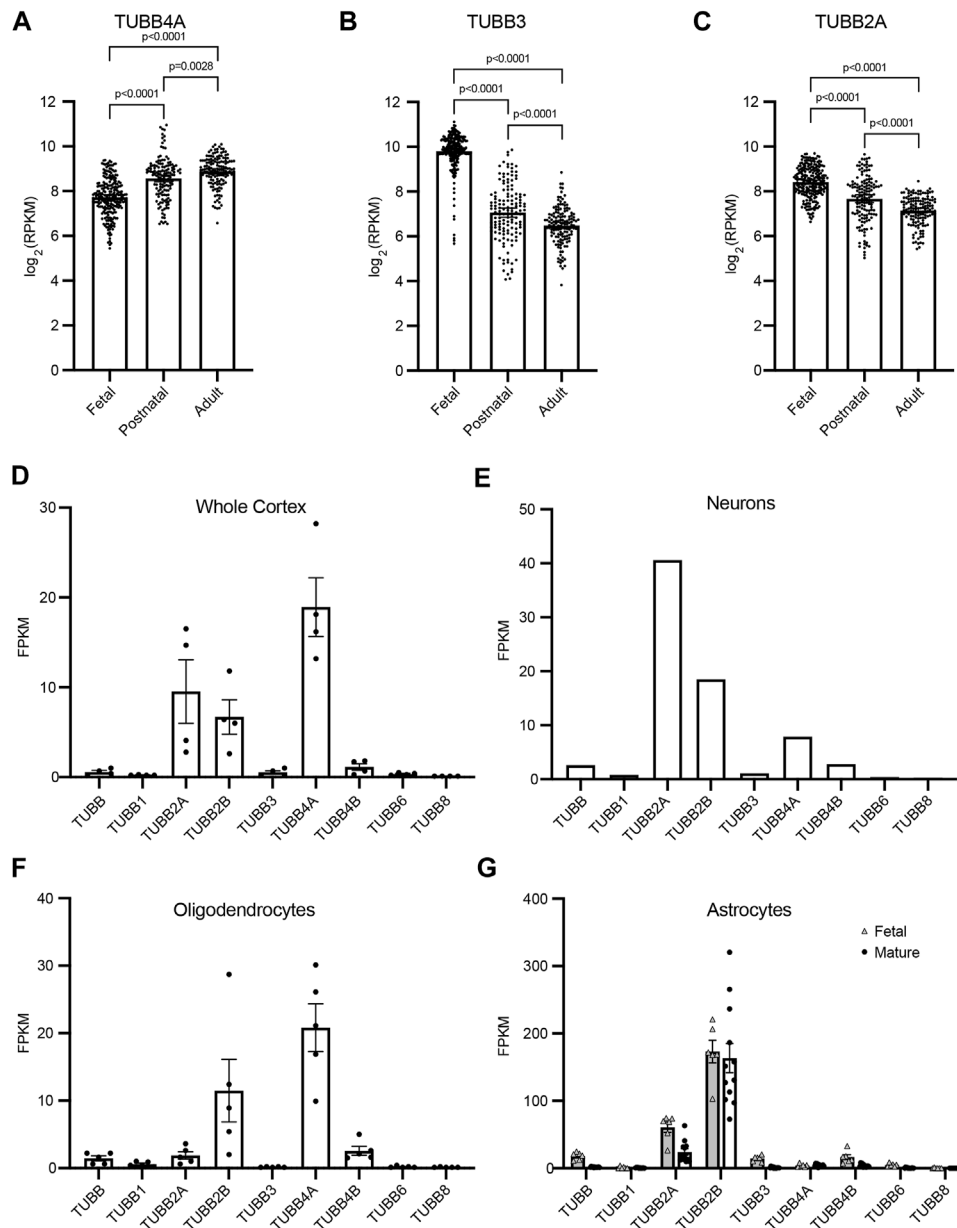 A
TUBB4A
p<0.0001
p=0.0028
p<0.0001
12
10
8
6
4
2
0
log2(RPKM)
Fetal
Postnatal
Adult
B
TUBB3
p<0.0001
p<0.0001
p<0.0001
12
10
8
6
4
2
0
log2(RPKM)
Fetal
Postnatal
Adult
C
TUBB2A
p<0.0001
p<0.0001
p<0.0001
12
10
8
6
4
2
0
log2(RPKM)
Fetal
Postnatal
Adult
D
Whole Cortex
30
20
10
0
FPKM
TUBB
TUBB1
TUBB2A
TUBB2B
TUBB3
TUBB4A
TUBB4B
TUBB6
TUBB8
E
Neurons
50
40
30
20
10
0
FPKM
TUBB
TUBB1
TUBB2A
TUBB2B
TUBB3
TUBB4A
TUBB4B
TUBB6
TUBB8
F
Oligodendrocytes
40
30
20
10
0
FPKM
TUBB
TUBB1
TUBB2A
TUBB2B
TUBB3
TUBB4A
TUBB4B
TUBB6
TUBB8
G
Astrocytes
Fetal
Mature
400
300
200
100
0
FPKM
TUBB
TUBB1
TUBB2A
TUBB2B
TUBB3
TUBB4A
TUBB4B
TUBB6
TUBB8